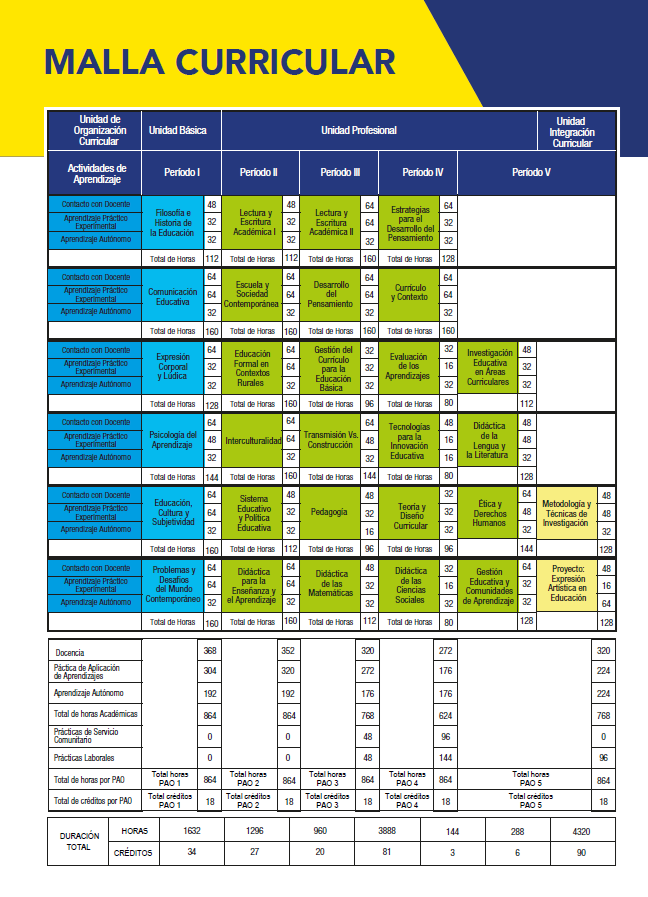 MALLA CURRICULAR
Unidad de
Organización
Curricular
Unidad Básica
Unidad Profesional
Unidad
Integración
Curricular
Actividades de
Aprendizaje
Período I
Período II
Período III
Período IV
Período V
Contacto con Docente
Aprendizaje Práctico
Experimental
Aprendizaje Autónomo
Filosofía e
Historia de
la Educación
48
32
32
Lectura y
Escritura
Académica I
48
32
32
Lectura y
Escritura
Académica II
64
64
32
Estrategias
para el
Desarrollo del
Pensamiento
64
32
32
Total de Horas 112
Total de Horas 112
Total de Horas 160
Total de Horas 128
Contacto con Docente
Aprendizaje Práctico
Experimental
Aprendizaje Autónomo
Comunicación
Educativa
64
64
32
Escuela y
Sociedad
Contemporánea
64
64
32
Desarrollo
del
Pensamiento
64
64
32
Currículo
y Contexto
64
64
32
Total de Horas 160
Total de Horas 160
Total de Horas 160
Total de Horas 160
Contacto con Docente
Aprendizaje Práctico
Experimental
Aprendizaje Autónomo
Expresión
Corporal
y Lúdica
64
32
32
Educación
Formal en
Contextos
Rurales
64
64
32
Gestión del
Currículo
para la
Educación
Básica
32
32
32
Evaluación
de los
Aprendizajes
32
16
32
Investigación
Educativa
en Áreas
Curriculares
48
32
32
Total de Horas 128
Total de Horas 160
Total de Horas 96
Total de Horas 80
112
Contacto con Docente
Aprendizaje Práctico
Experimental
Aprendizaje Autónomo
Psicología del
Aprendizaje
64
48
32
Interculturalidad
64
64
32
Transmisión Vs.
Construcción
64
48
32
Tecnologías
para la
Innovación
Educativa
48
16
16
Didáctica
de la
Lengua y
la Literatura
48
48
32
Total de Horas 144
Total de Horas 160
Total de Horas 144
Total de Horas 80
128
Contacto con Docente
Aprendizaje Práctico
Experimental
Aprendizaje Autónomo
Educación,
Cultura y
Subjetividad
64
64
32
Sistema
Educativo
y Política
Educativa
48
32
32
Pedagogía
48
32
16
Teoría y
Diseño
Curricular
32
32
32
Ética y
Derechos
Humanos
64
48
32
Metodología y
Técnicas de
Investigación
48
48
32
Total de Horas 160
Total de Horas 112
Total de Horas 96
Total de Horas 96
144
128
Contacto con Docente
Aprendizaje Práctico
Experimental
Aprendizaje Autónomo
Problemas y
Desafíos
del Mundo
Contemporáneo
64
64
32
Didáctica
para la
Enseñanza y
el Aprendizaje
64
64
32
Didáctica
de las
Matemáticas
48
32
32
Didáctica
de las
Ciencias
Sociales
32
16
32
Gestión
Educativa y
Comunidades
de Aprendizaje
64
32
32
Proyecto:
Expresión
Artística en
Educación
48
16
64
Total de Horas 160
Total de Horas 160
Total de Horas 112
Total de Horas 80
128
128
Docencia 368 352 320 272 320
Páctica de Aplicación
de Aprendizajes
304 320 272 176 224
Aprendizaje Autónomo 192 192 176 176 224
Total de horas Académicas 864 864 768 624 768
Prácticas de Servicio
Comunitario
0 0 48 96 0
Prácticas Laborales 0 0 48 144 96
Total de horas por PAO
Total horas
PAO 1
864
Total horas
PAO 2
864
Total horas
PAO 3
864
Total horas
PAO 4
864
Total horas
PAO 5
864
Total de créditos por PAO
Total créditos
PAO 1
18
Total créditos
PAO 2
18
Total créditos
PAO 3
18
Total créditos
PAO 4
18
Total créditos
PAO 5
18
DURACIÓN
TOTAL
HORAS 1632 1296 960 3888 144 288 4320
CRÉDITOS 34 27 20 81 3 6 90